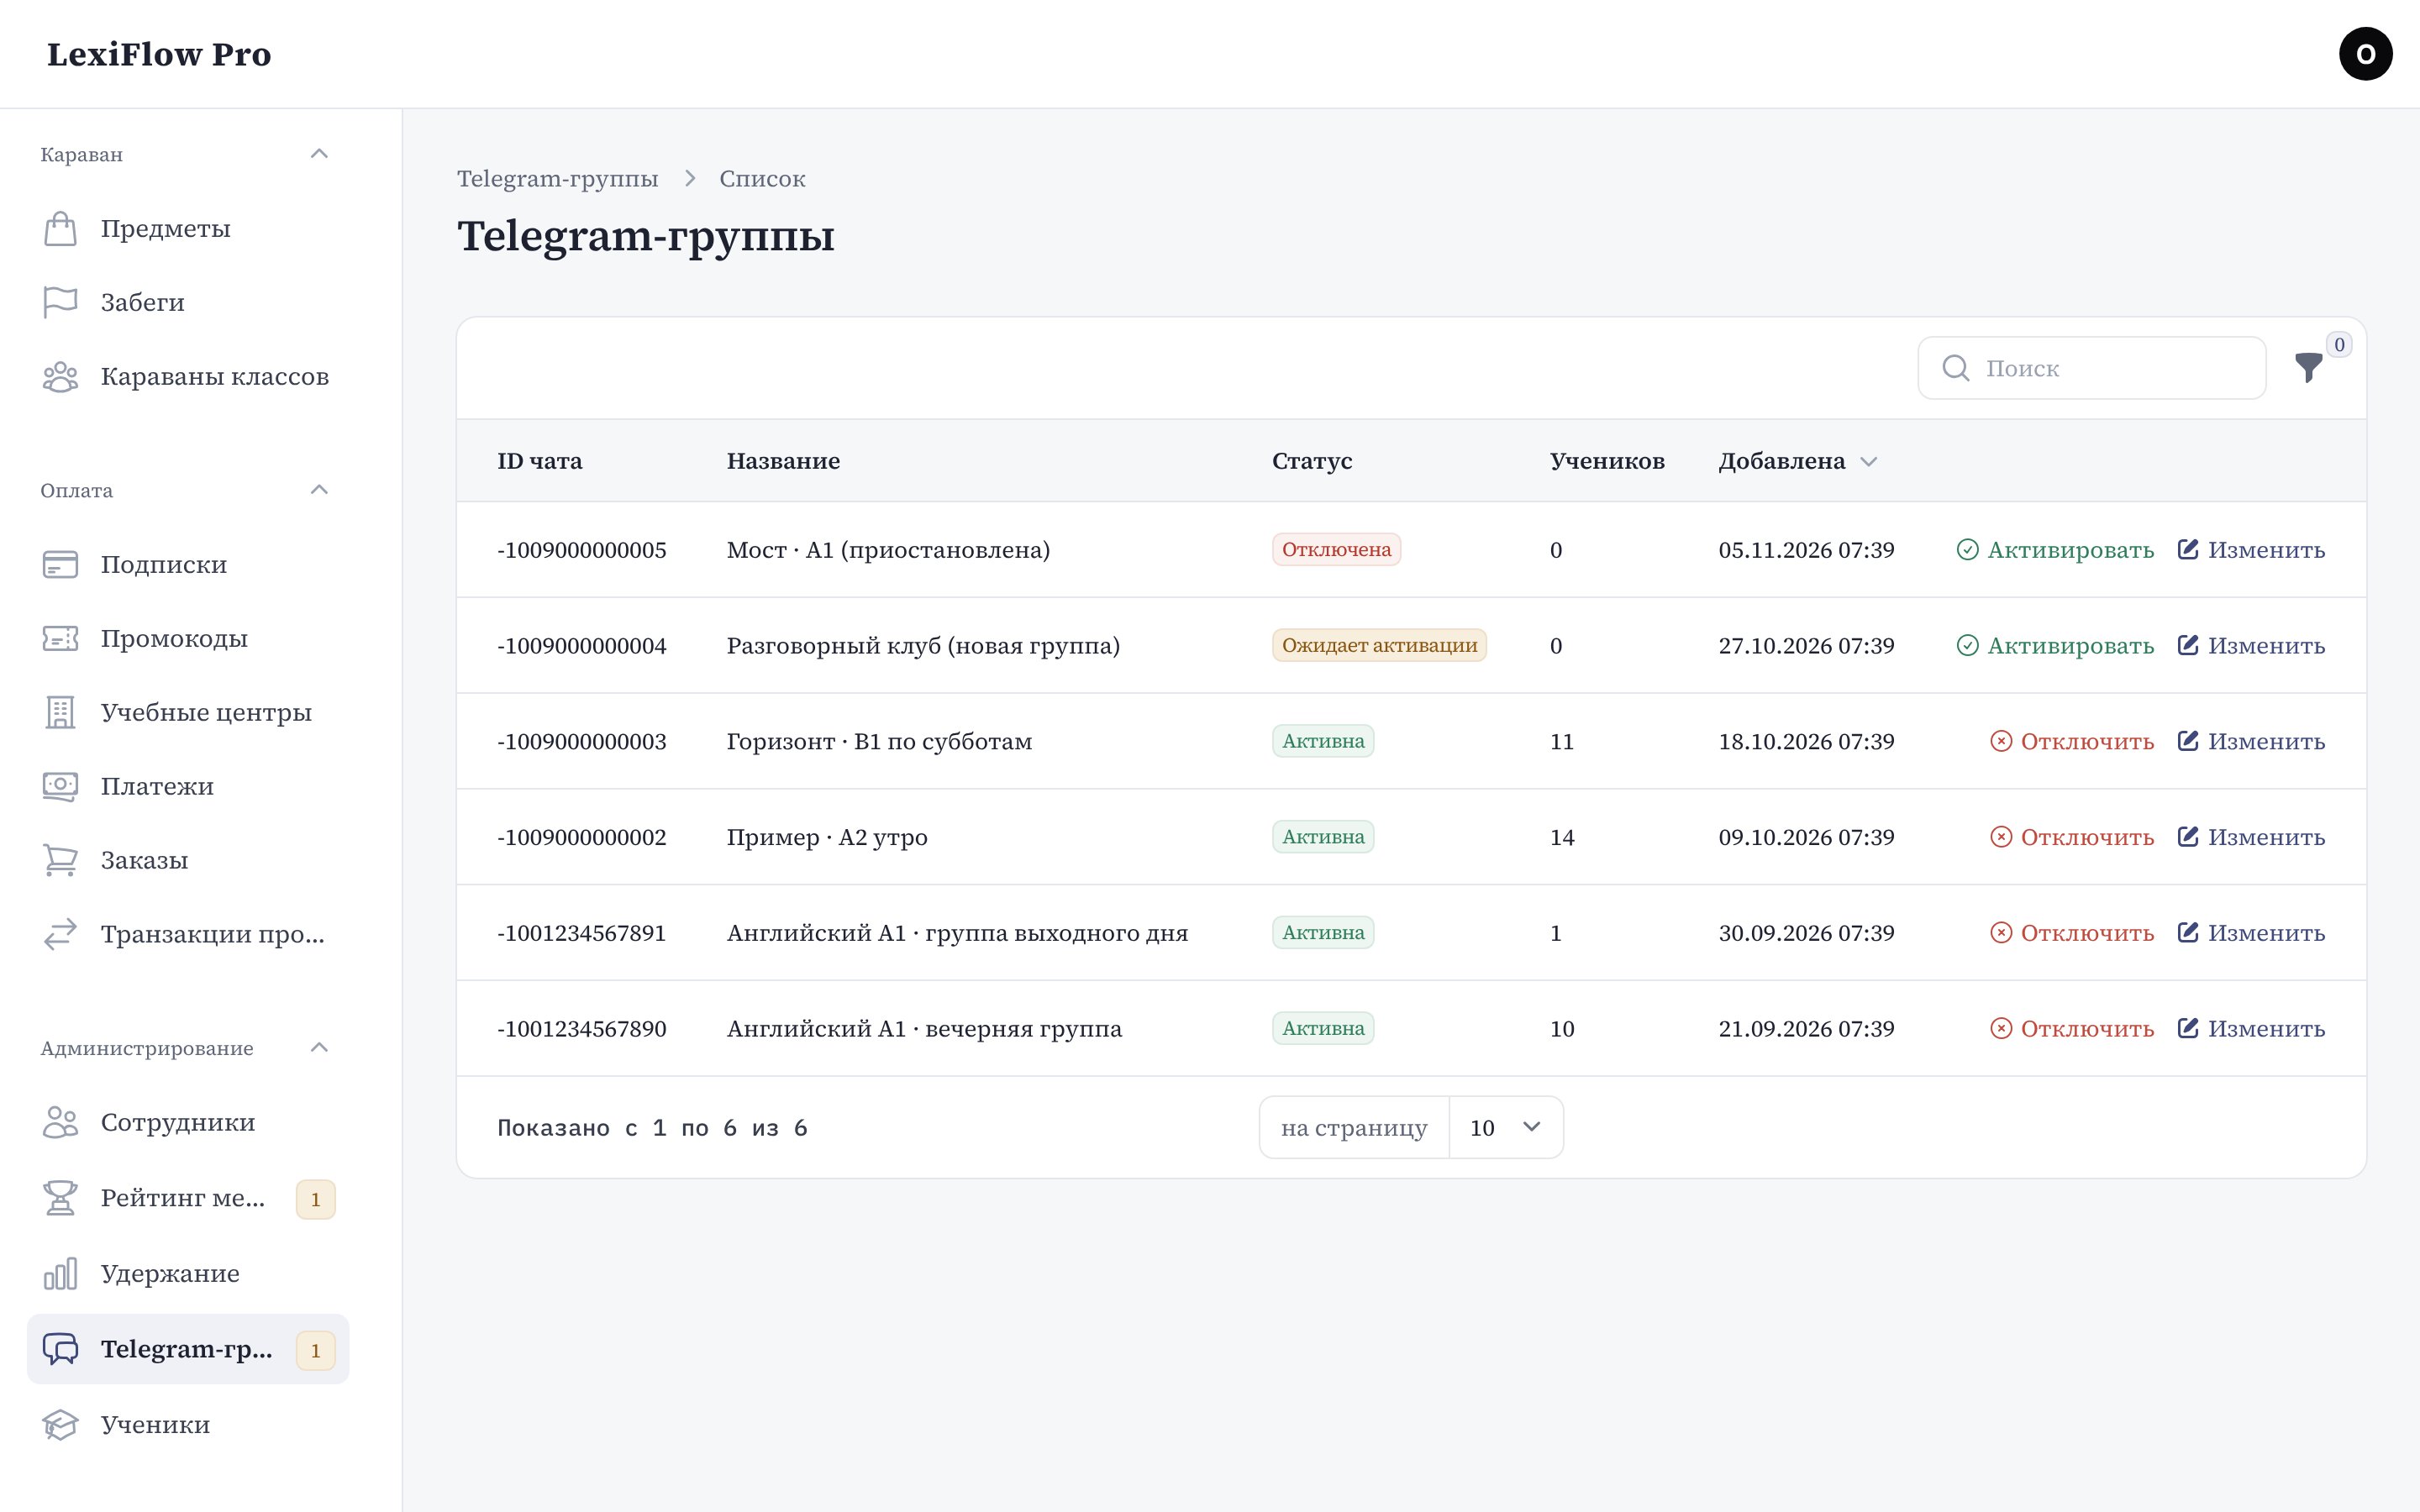 LexiFlow Pro
O
Караван
Предметы
Забеги
Караваны классов
Оплата
Подписки
Промокоды
Учебные центры
Платежи
Заказы
Транзакции про...
Администрирование
Сотрудники
Рейтинг ме... 1
Удержание
Telegram-гр... 1
Ученики
Telegram-группы Список
Telegram-группы
Поиск 0
ID чата Название Статус Учеников Добавлена
-1009000000005 Мост · A1 (приостановлена) Отключена 0 05.11.2026 07:39 Активировать Изменить
-1009000000004 Разговорный клуб (новая группа) Ожидает активации 0 27.10.2026 07:39 Активировать Изменить
-1009000000003 Горизонт · B1 по субботам Активна 11 18.10.2026 07:39 Отключить Изменить
-1009000000002 Пример · A2 утро Активна 14 09.10.2026 07:39 Отключить Изменить
-1001234567891 Английский A1 · группа выходного дня Активна 1 30.09.2026 07:39 Отключить Изменить
-1001234567890 Английский A1 · вечерняя группа Активна 10 21.09.2026 07:39 Отключить Изменить
Показано с 1 по 6 из 6 на страницу 10